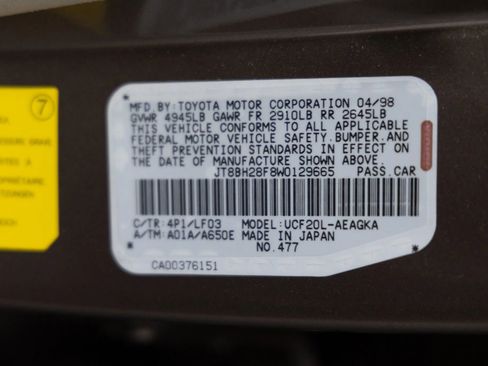 MFD.BY:TOYOTA MOTOR CORPORATION 04/98
GVWR 4945LB GAWR FR 2910LB RR 2645LB
THIS VEHICLE CONFORMS TO ALL APPLICABLE
FEDERAL MOTOR VEHICLE SAFETY,BUMPER,AND
THEFT PREVENTION STANDARDS IN EFFECT ON
THE DATE OF MANUFACTURE SHOWN ABOVE.
JT8BH28F8W0129665 PASS.CAR
C/TR:4P1/LF03 MODEL:UCF20L-AEAGKA
A/TM:A01A/A650E MADE IN JAPAN
NO.477
CA00376151
7